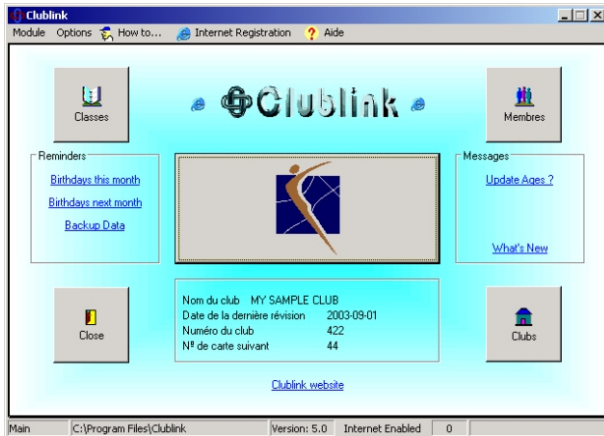 Clublink
Module Options How to... Internet Registration Aide
Clublink
Classes
Membres
Reminders
Birthdays this month
Birthdays next month
Backup Data
Messages
Update Ages ?
What's New
Nom du club MY SAMPLE CLUB
Date de la dernière révision 2003-09-01
Numéro du club 422
Nº de carte suivant 44
Close
Clubs
Clublink website
Main C:\Program Files\Clublink Version: 5.0 Internet Enabled 0